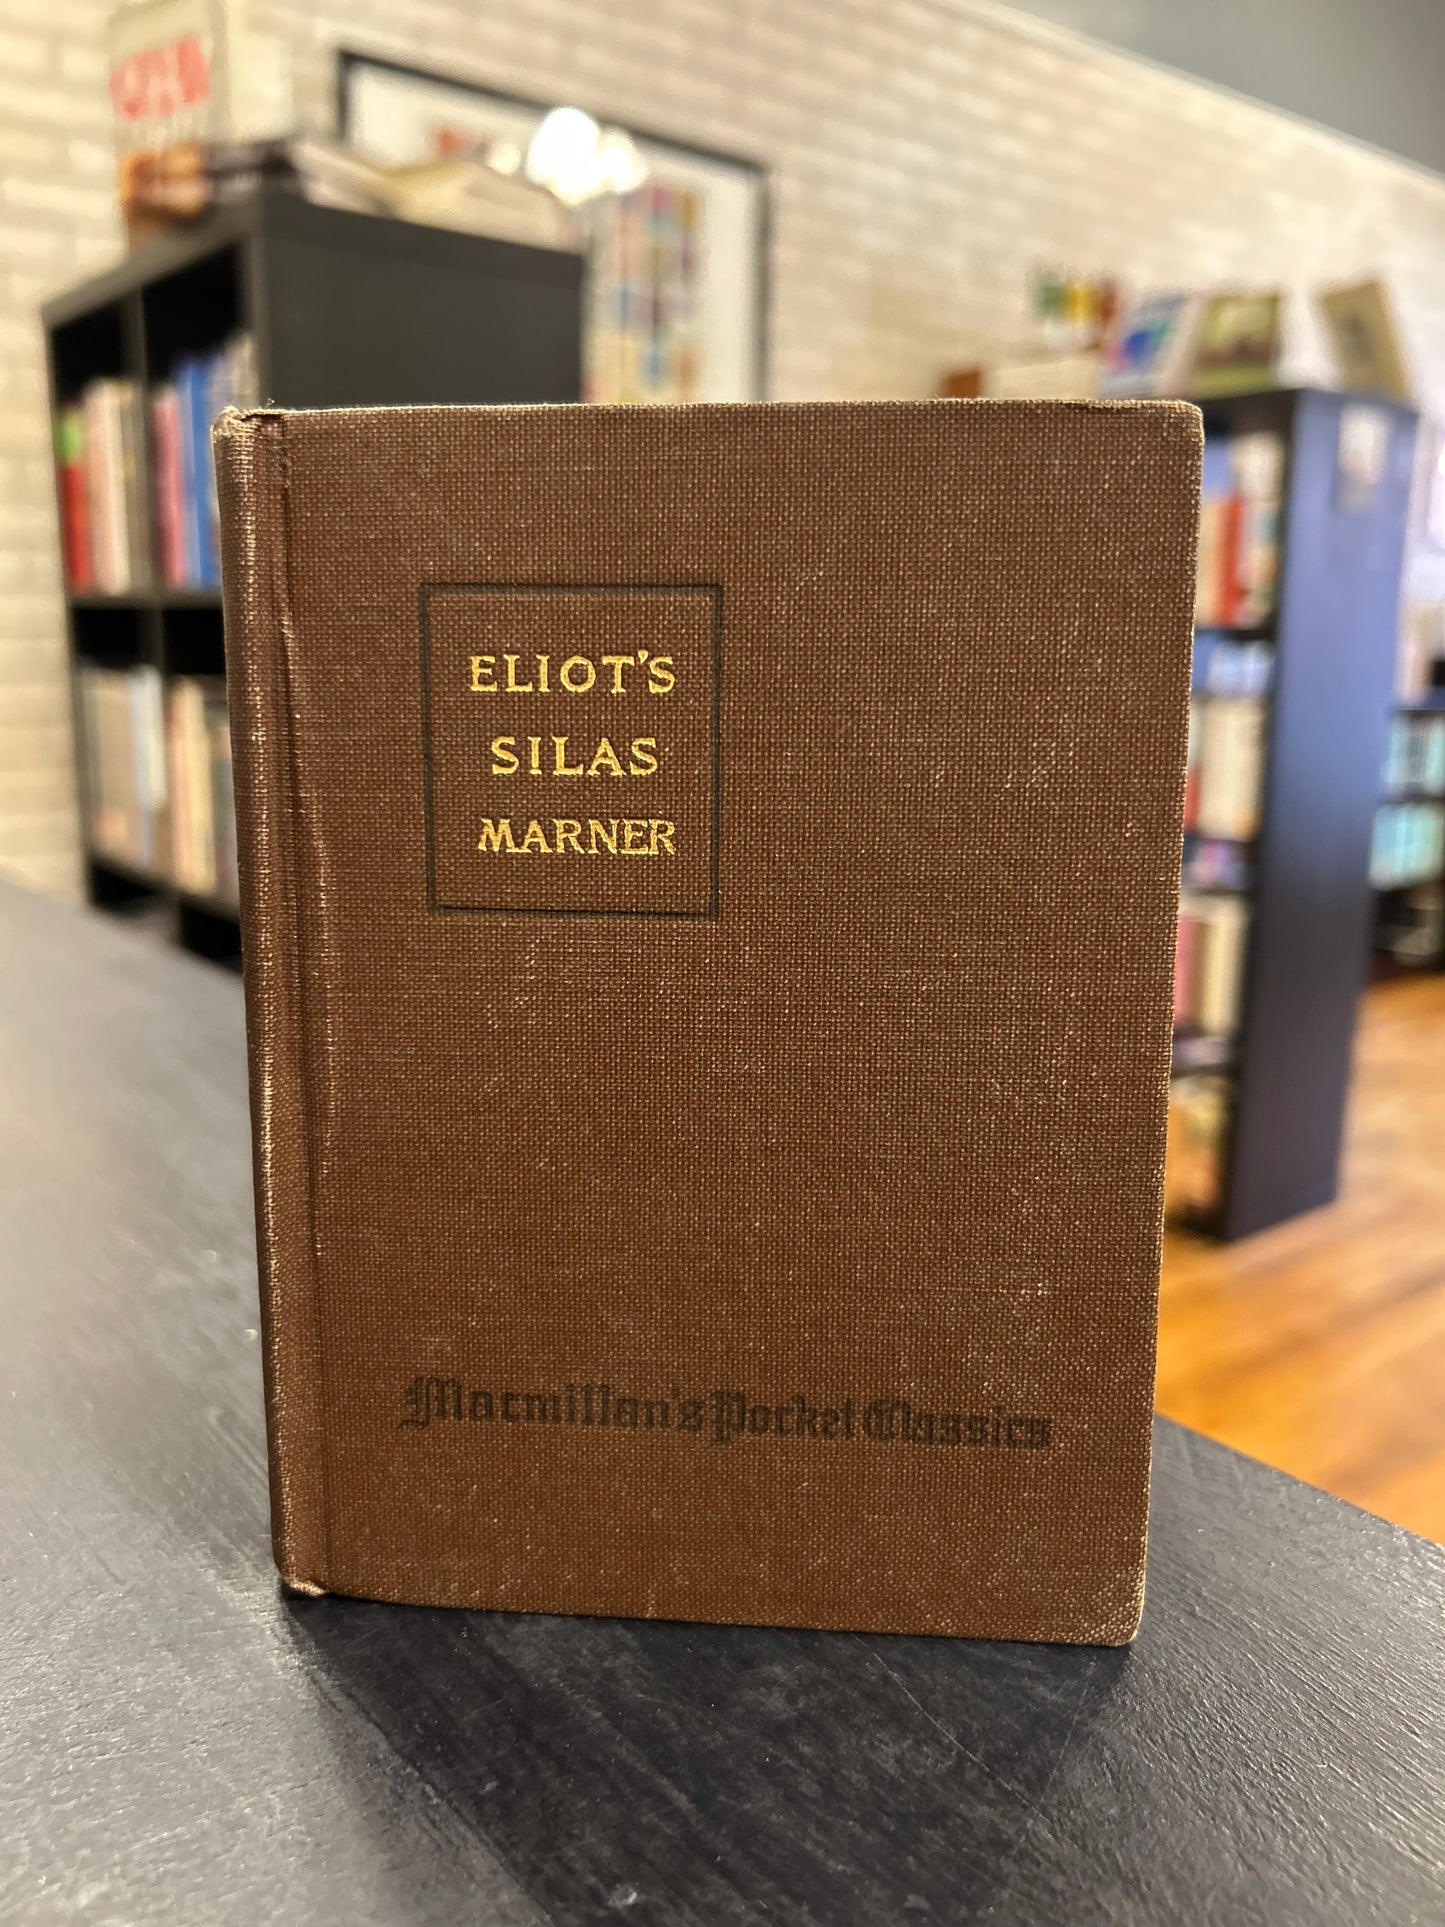 ELIOT'S
SILAS
MARNER
Macmillan's Pocket Classics